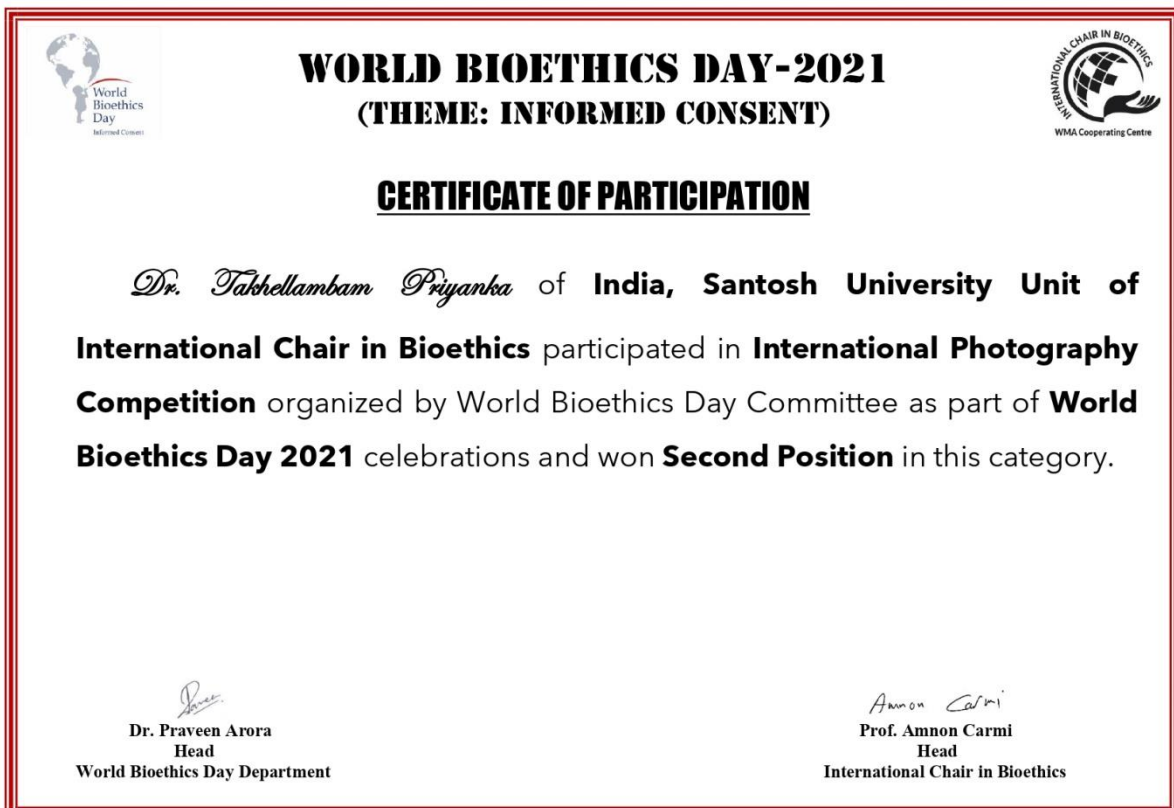 World
Bioethics
Day
Informed Consent
WORLD BIOETHICS DAY-2021
(THEME: INFORMED CONSENT)
INTERNATIONAL CHAIR IN BIOETHICS
WMA Cooperating Centre
CERTIFICATE OF PARTICIPATION
Dr. Takhellambam Priyanka of India, Santosh University Unit of
International Chair in Bioethics participated in International Photography
Competition organized by World Bioethics Day Committee as part of World
Bioethics Day 2021 celebrations and won Second Position in this category.
Amnon Carmi
Dr. Praveen Arora
Head
World Bioethics Day Department
Prof. Amnon Carmi
Head
International Chair in Bioethics